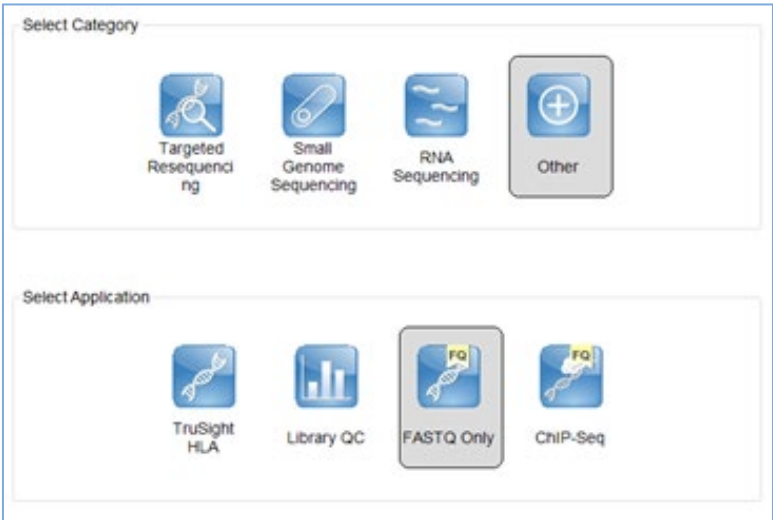 Select Category
Targeted
Resequenci
ng
Small
Genome
Sequencing
RNA
Sequencing
Other
Select Application
FQ
FQ
TruSight
HLA
Library QC
FASTQ Only
ChIP-Seq